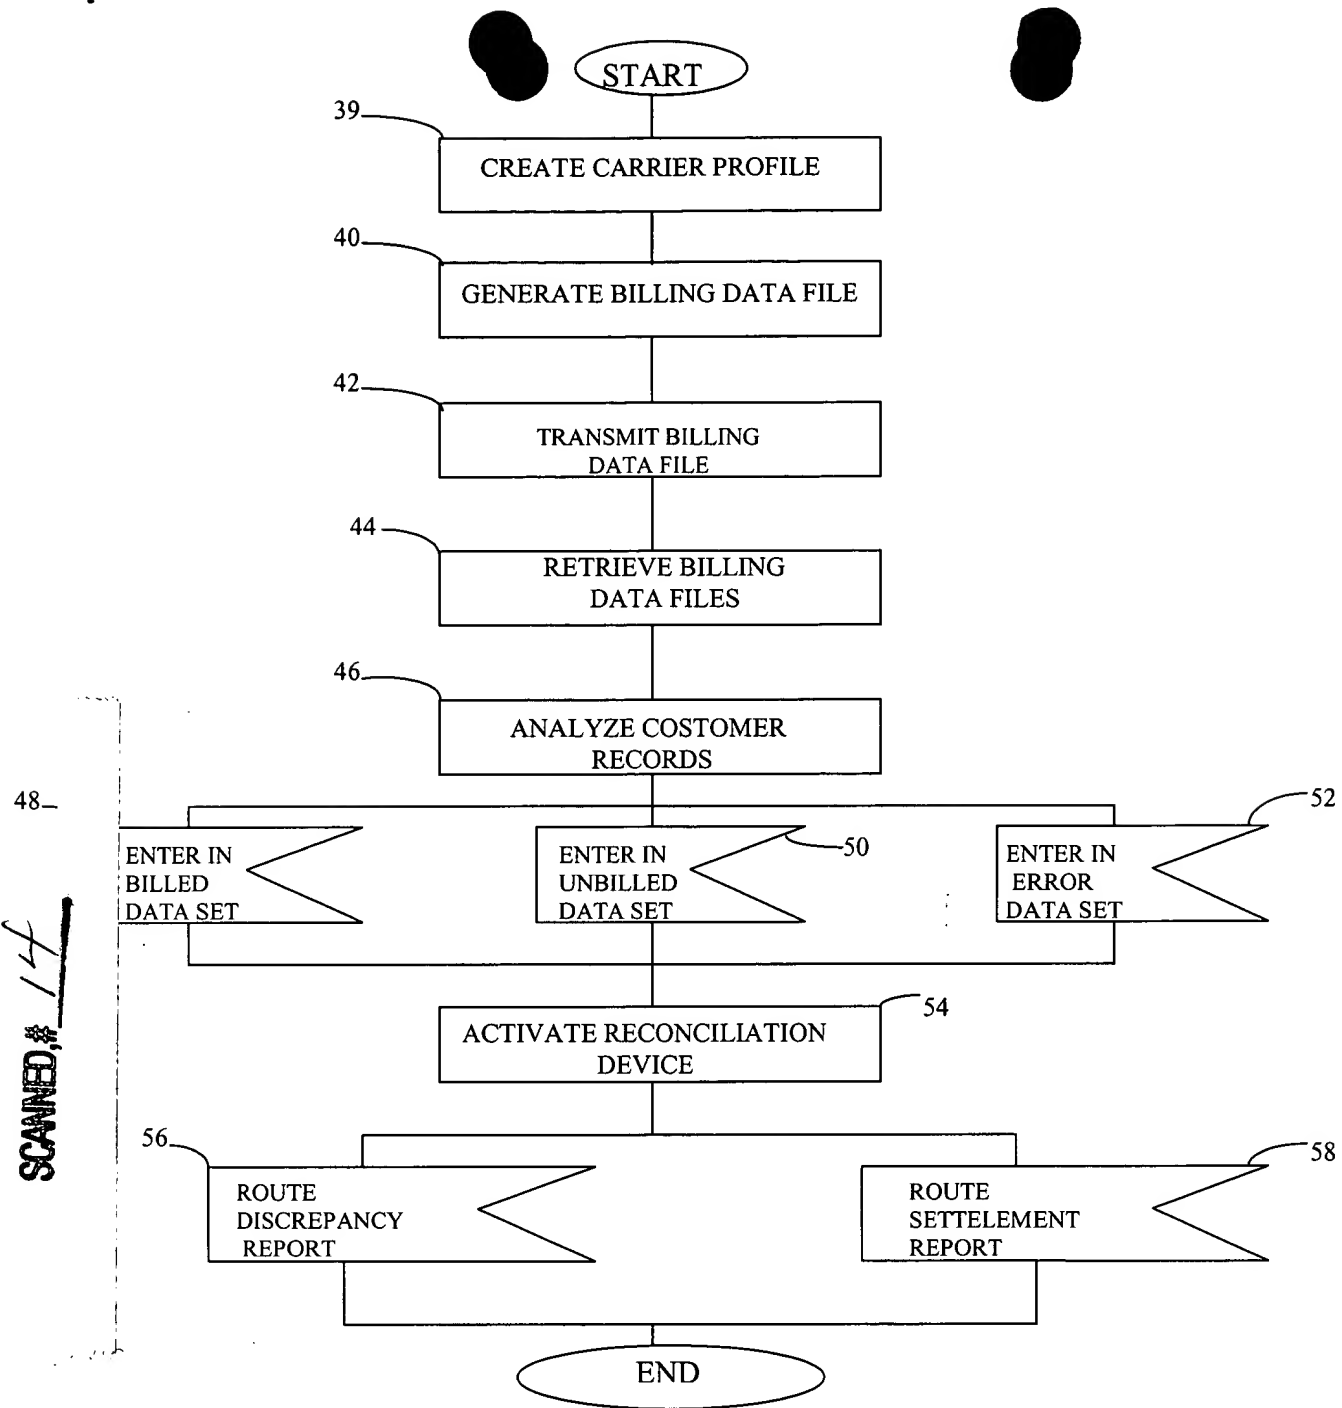 START
39
CREATE CARRIER PROFILE
40
GENERATE BILLING DATA FILE
42
TRANSMIT BILLING
DATA FILE
44
RETRIEVE BILLING
DATA FILES
46
ANALYZE COSTOMER
RECORDS
48
ENTER IN
BILLED
DATA SET
50
ENTER IN
UNBILLED
DATA SET
52
ENTER IN
ERROR
DATA SET
54
ACTIVATE RECONCILIATION
DEVICE
56
ROUTE
DISCREPANCY
REPORT
58
ROUTE
SETTELEMENT
REPORT
END
SCANNED,# 14